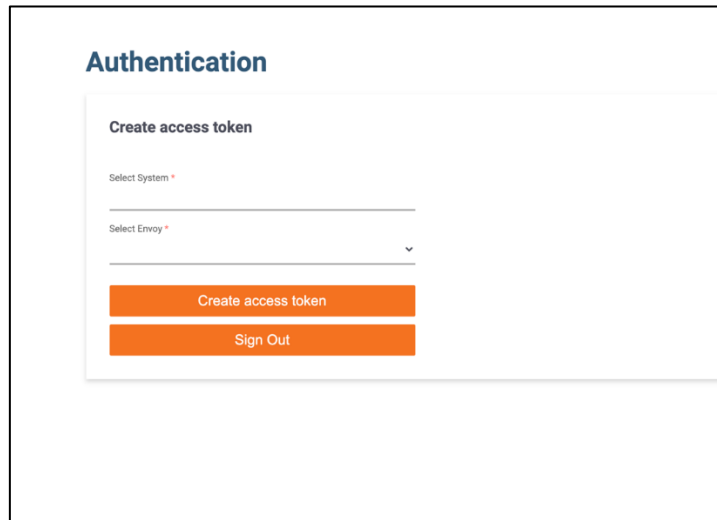 Authentication
Create access token
Select System *
Select Envoy *
Create access token
Sign Out